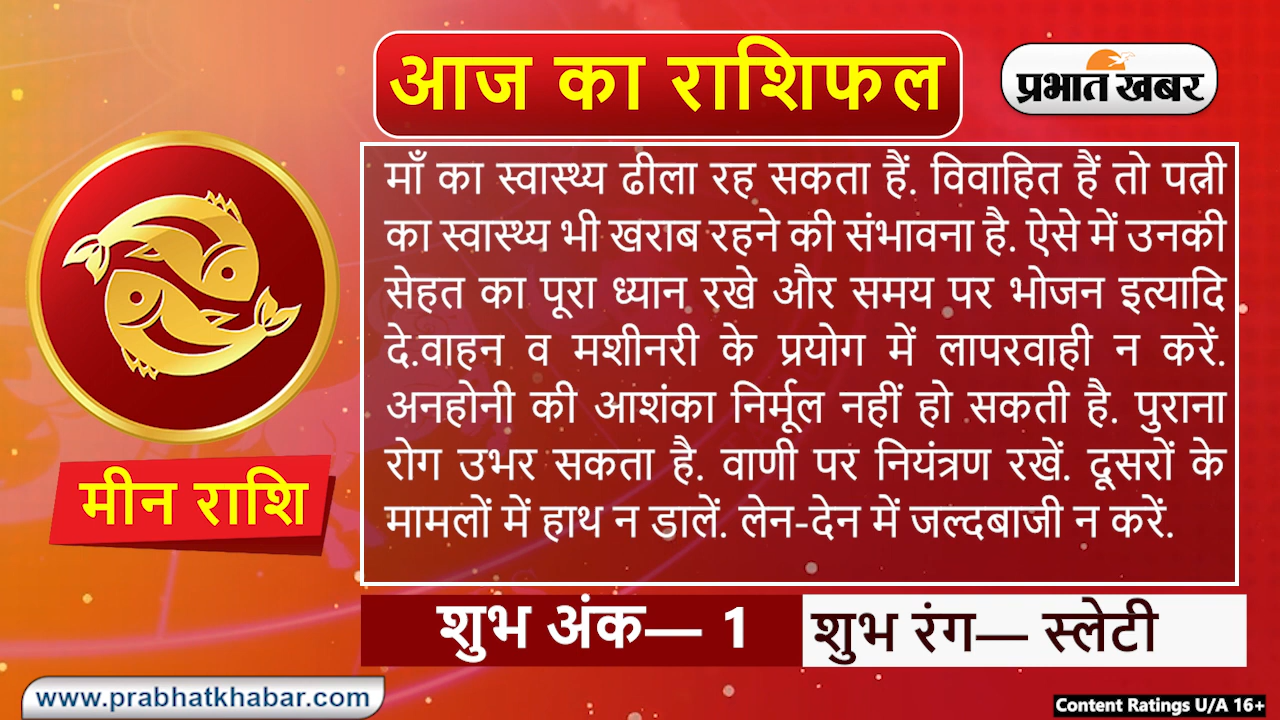 आज का राशिफल
प्रभात खबर
माँ का स्वास्थ्य ढीला रह सकता हैं. विवाहित हैं तो पत्नी
का स्वास्थ्य भी खराब रहने की संभावना है. ऐसे में उनकी
सेहत का पूरा ध्यान रखे और समय पर भोजन इत्यादि
दे.वाहन व मशीनरी के प्रयोग में लापरवाही न करें.
अनहोनी की आशंका निर्मूल नहीं हो सकती है. पुराना
रोग उभर सकता है. वाणी पर नियंत्रण रखें. दूसरों के
मामलों में हाथ न डालें. लेन-देन में जल्दबाजी न करें.
मीन राशि
शुभ अंक— 1
शुभ रंग— स्लेटी
www.prabhatkhabar.com
Content Ratings U/A 16+